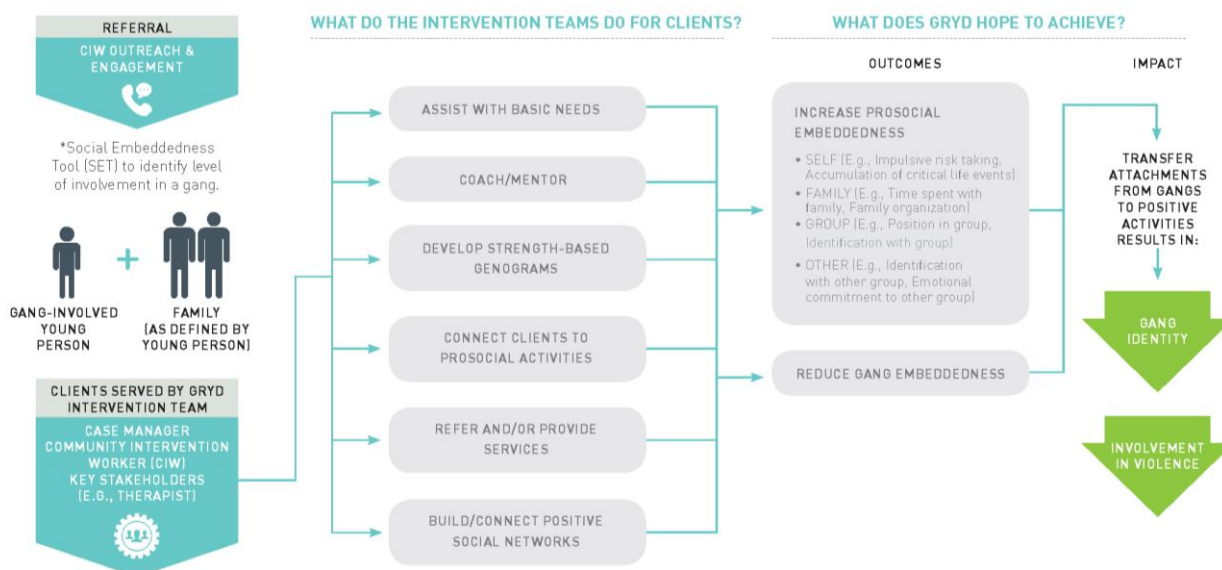 REFERRAL
CIW OUTREACH &
ENGAGEMENT
*Social Embeddedness
Tool (SET) to identify level
of involvement in a gang.
+
GANG-INVOLVED
YOUNG
PERSON
FAMILY
(AS DEFINED BY
YOUNG PERSON)
CLIENTS SERVED BY GRYD
INTERVENTION TEAM
CASE MANAGER
COMMUNITY INTERVENTION
WORKER (CIW)
KEY STAKEHOLDERS
(E.G., THERAPIST)
WHAT DO THE INTERVENTION TEAMS DO FOR CLIENTS?
ASSIST WITH BASIC NEEDS
COACH/MENTOR
DEVELOP STRENGTH-BASED
GENOGRAMS
CONNECT CLIENTS TO
PROSOCIAL ACTIVITIES
REFER AND/OR PROVIDE
SERVICES
BUILD/CONNECT POSITIVE
SOCIAL NETWORKS
WHAT DOES GRYD HOPE TO ACHIEVE?
OUTCOMES
INCREASE PROSOCIAL
EMBEDDEDNESS
• SELF (E.g., Impulsive risk taking,
Accumulation of critical life events)
• FAMILY (E.g., Time spent with
family, Family organization)
• GROUP (E.g., Position in group,
Identification with group)
• OTHER (E.g., Identification
with other group, Emotional
commitment to other group)
REDUCE GANG EMBEDDEDNESS
IMPACT
TRANSFER
ATTACHMENTS
FROM GANGS
TO POSITIVE
ACTIVITIES
RESULTS IN:
GANG
IDENTITY
INVOLVEMENT
IN VIOLENCE